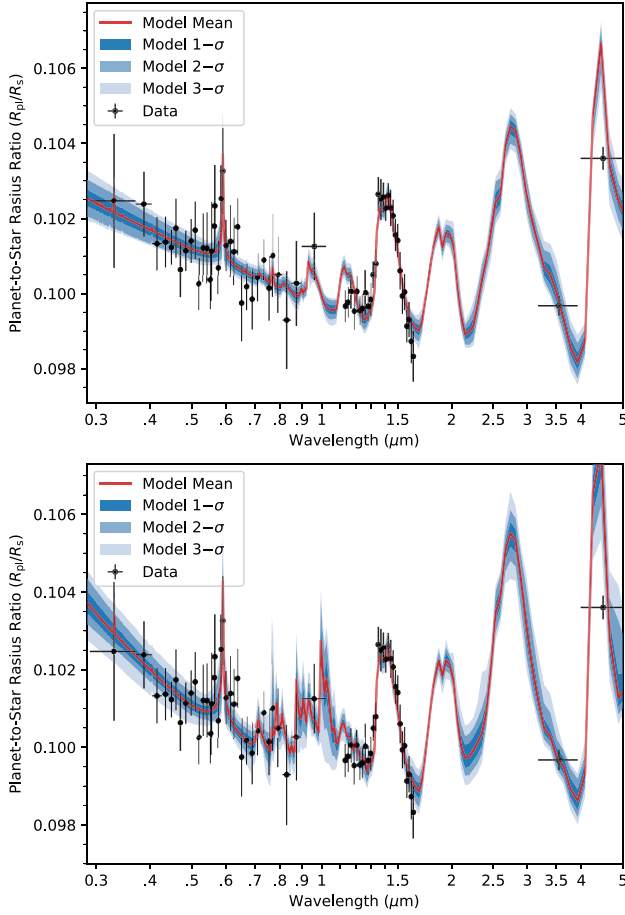 0.106
0.104
0.102
0.100
0.098
Planet-to-Star Rasius Ratio (Rpl/Rs)
Model Mean
Model 1−σ
Model 2−σ
Model 3−σ
Data
0.3 .4 .5 .6 .7 .8 .9 1 1.5 2 2.5 3 3.5 4 5
Wavelength (μm)
0.106
0.104
0.102
0.100
0.098
Planet-to-Star Rasius Ratio (Rpl/Rs)
Model Mean
Model 1−σ
Model 2−σ
Model 3−σ
Data
0.3 .4 .5 .6 .7 .8 .9 1 1.5 2 2.5 3 3.5 4 5
Wavelength (μm)